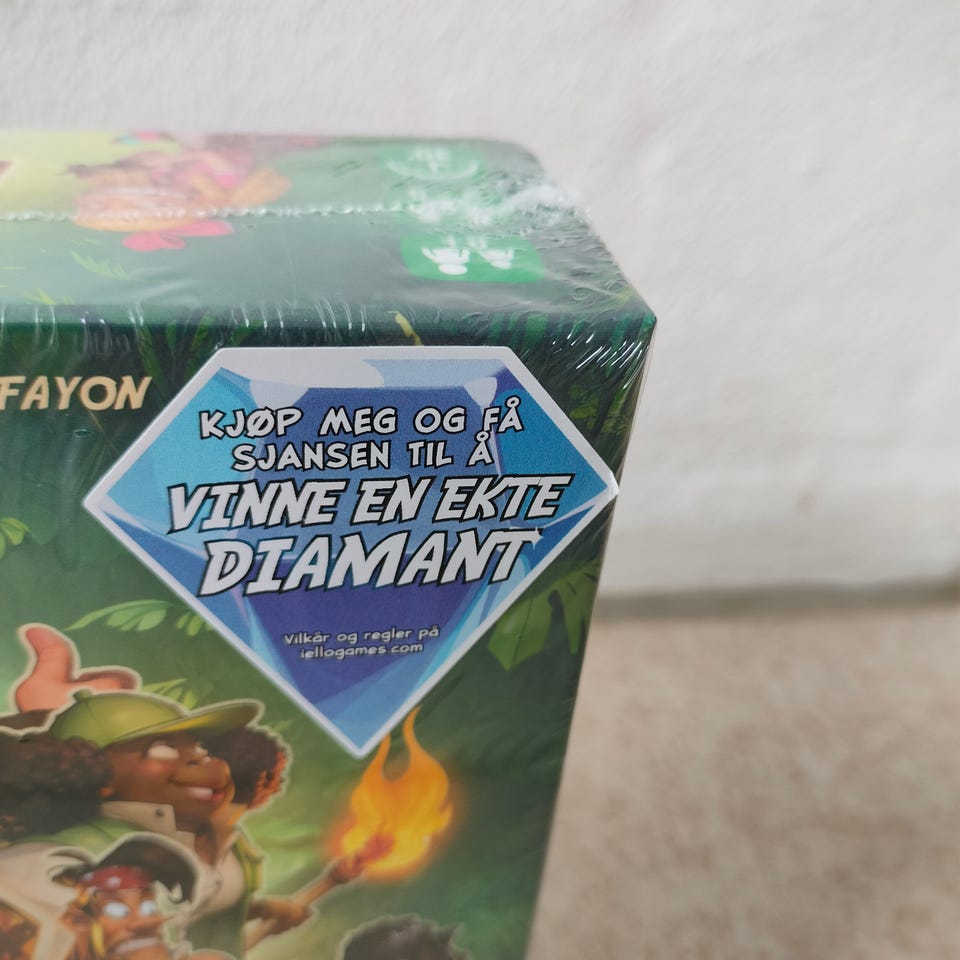 FAYON
KJØP MEG OG FÅ
SJANSEN TIL Å
VINNE EN EKTE
DIAMANT
Vilkår og regler på
iellogames.com